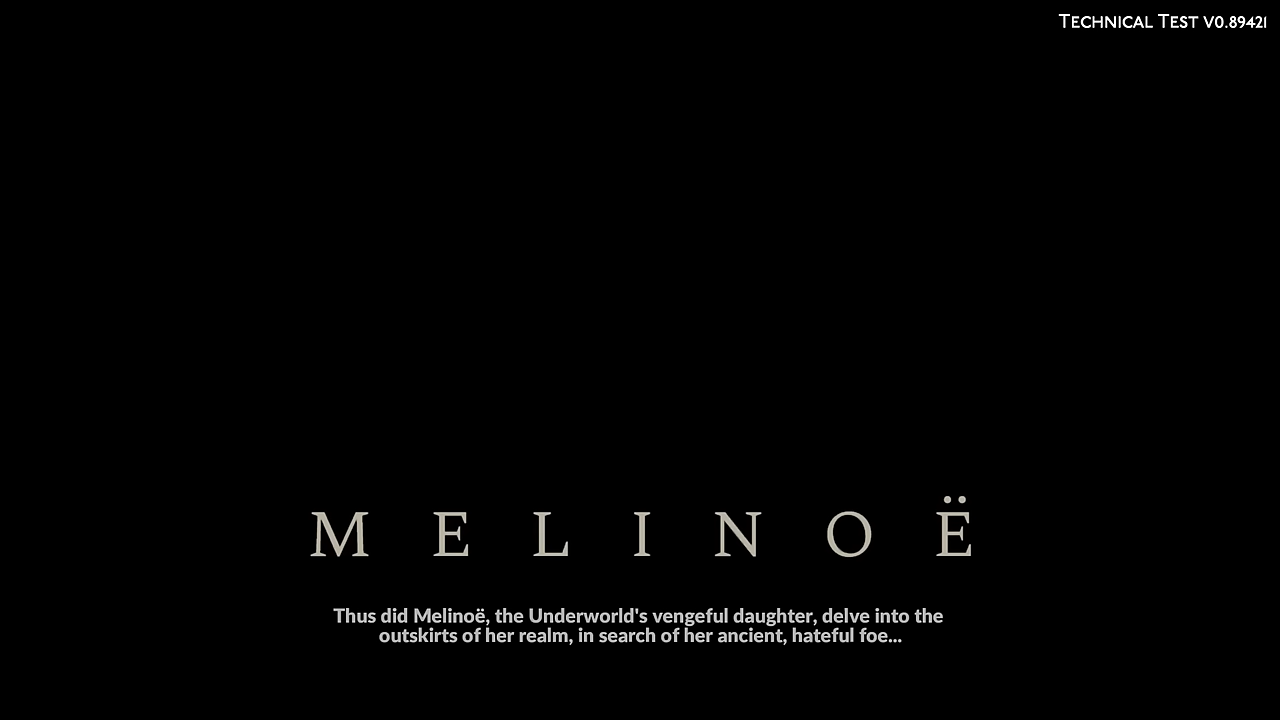 TECHNICAL TEST V0.89421
M E L I N O Ë
Thus did Melinoë, the Underworld's vengeful daughter, delve into the
outskirts of her realm, in search of her ancient, hateful foe...